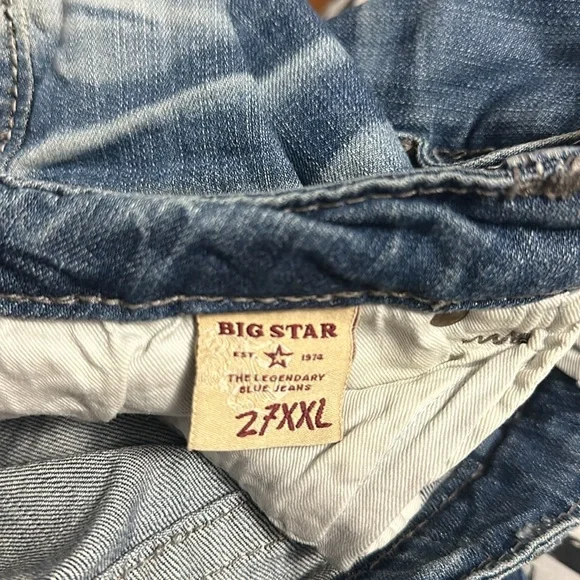 BIG STAR
EST. 1974
THE LEGENDARY
BLUE JEANS
27XXL